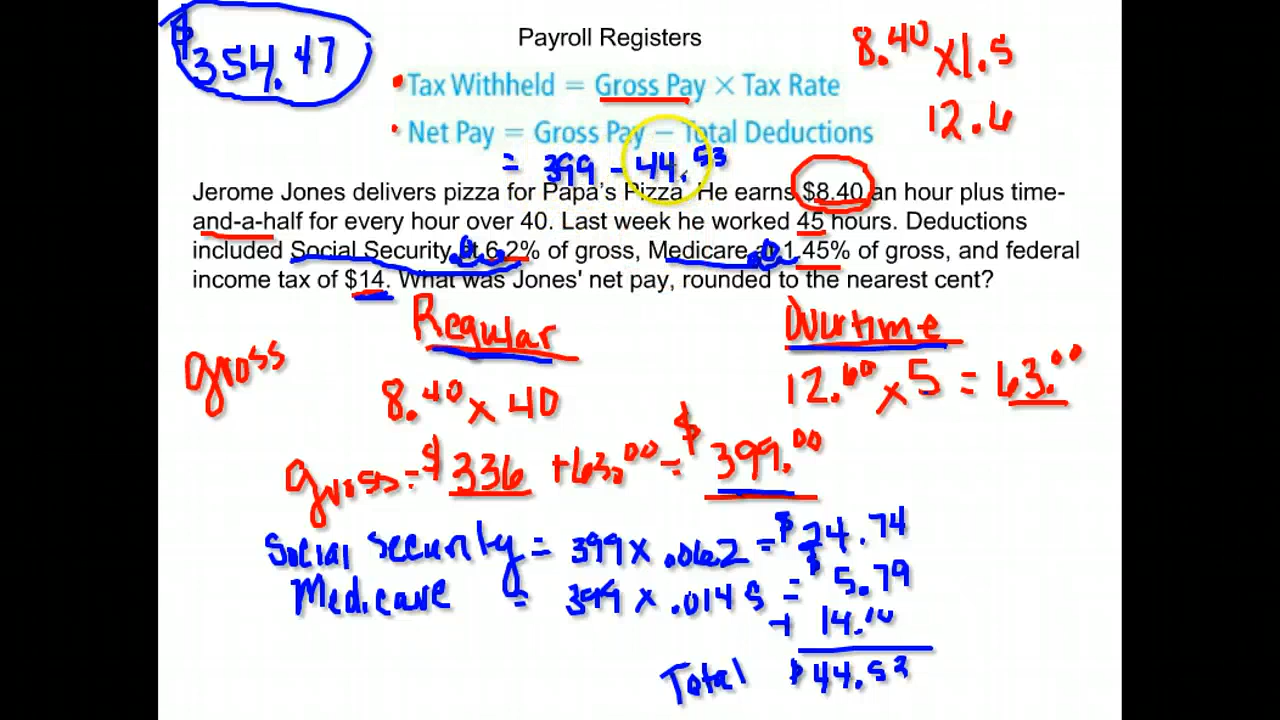 $354.47
Payroll Registers
8.40 x 1.5
12.6
• Tax Withheld = Gross Pay × Tax Rate
• Net Pay = Gross Pay − Total Deductions
= 399 - 44.53
Jerome Jones delivers pizza for Papa's Pizza. He earns $8.40 an hour plus time-
and-a-half for every hour over 40. Last week he worked 45 hours. Deductions
included Social Security at 6.2% of gross, Medicare at 1.45% of gross, and federal
income tax of $14. What was Jones' net pay, rounded to the nearest cent?
Regular
Overtime
gross
8.40 x 40
12.60 x 5 = 63.00
gross = $336 + 63.00 = $399.00
Social Security = 399 x .062 = $24.74
Medicare = 399 x .0145 = $5.79
+ 14.00
Total $44.53